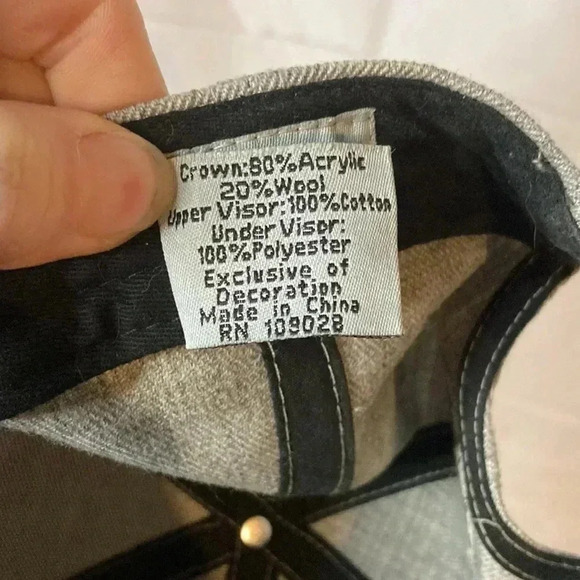 Crown:80%Acrylic
20%Wool
Upper Visor:100%Cotton
Under Visor:
100%Polyester
Exclusive of
Decoration
Made in China
RN 109028